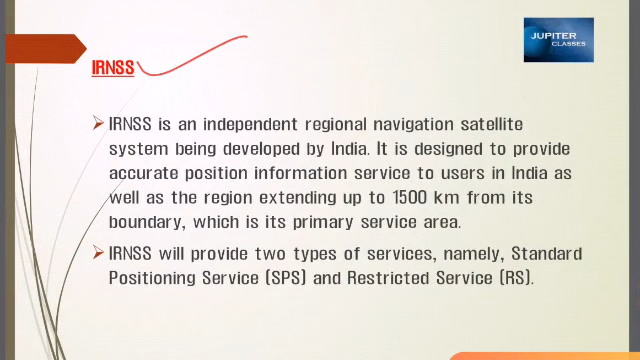 JUPITER
CLASSES
IRNSS
IRNSS is an independent regional navigation satellite
system being developed by India. It is designed to provide
accurate position information service to users in India as
well as the region extending up to 1500 km from its
boundary, which is its primary service area.
IRNSS will provide two types of services, namely, Standard
Positioning Service (SPS) and Restricted Service (RS).